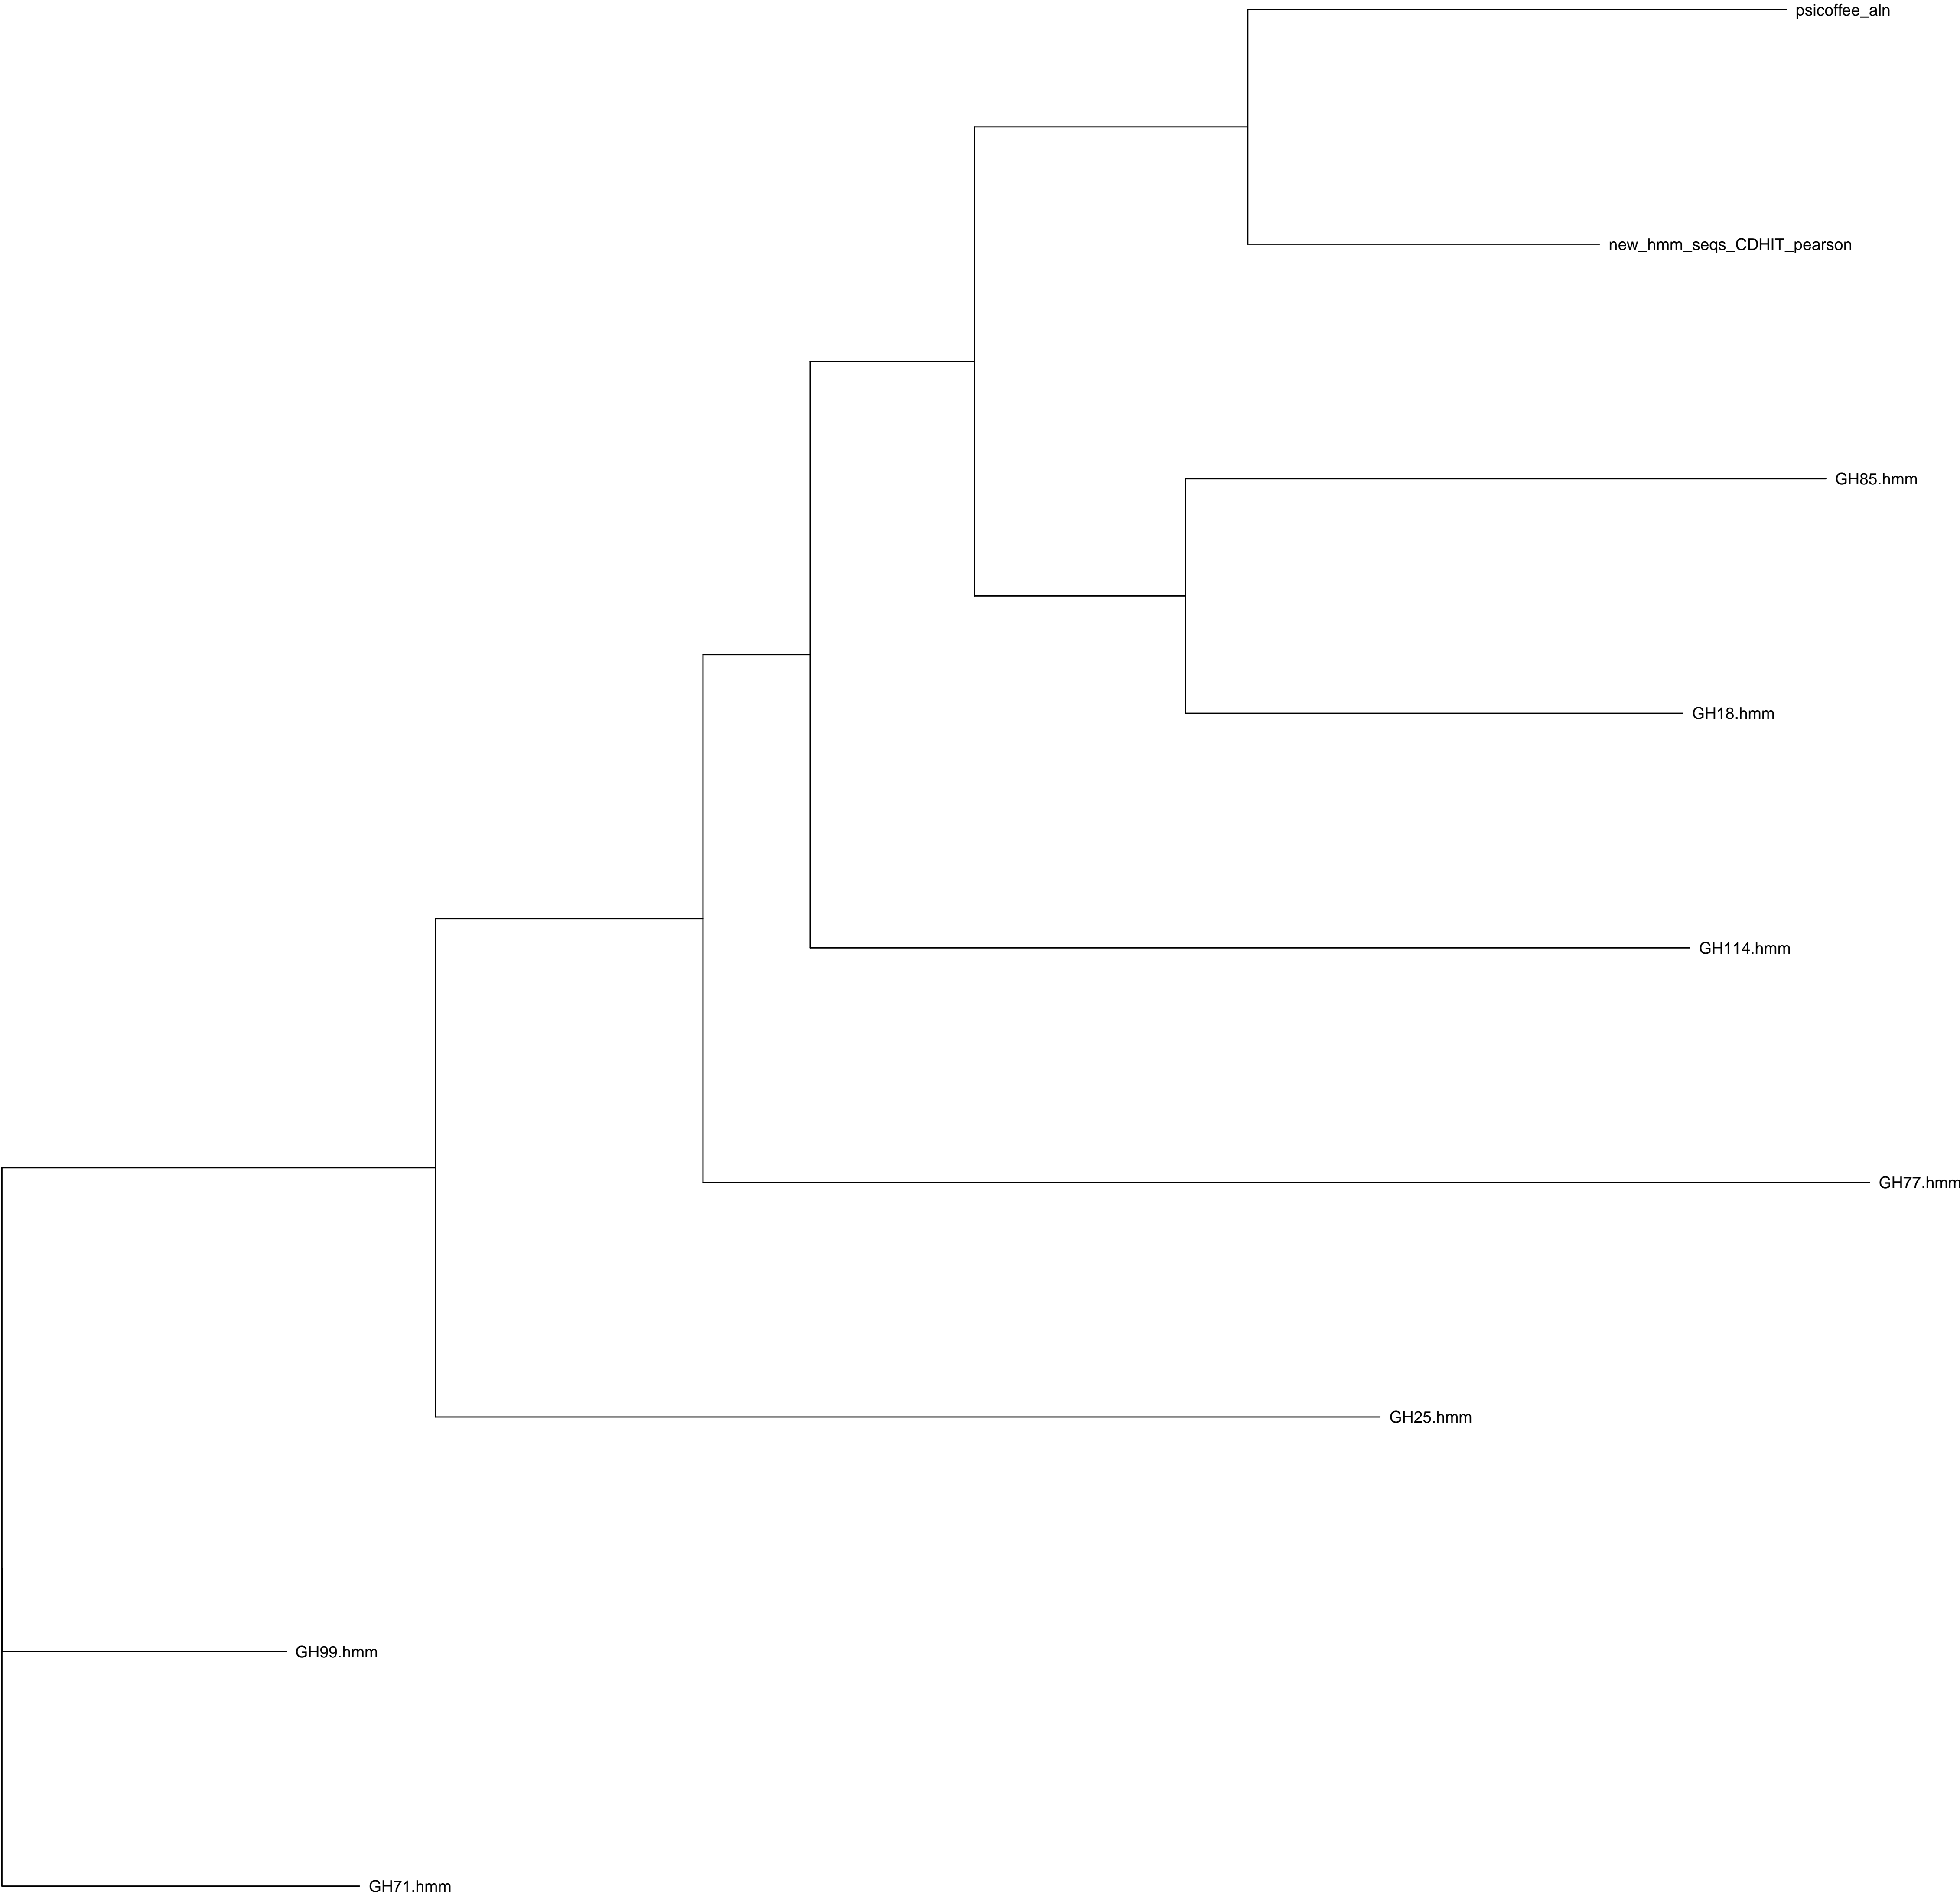 psicoffee_aln
new_hmm_seqs_CDHIT_pearson
GH85.hmm
GH18.hmm
GH114.hmm
GH77.hmm
GH25.hmm
GH99.hmm
GH71.hmm